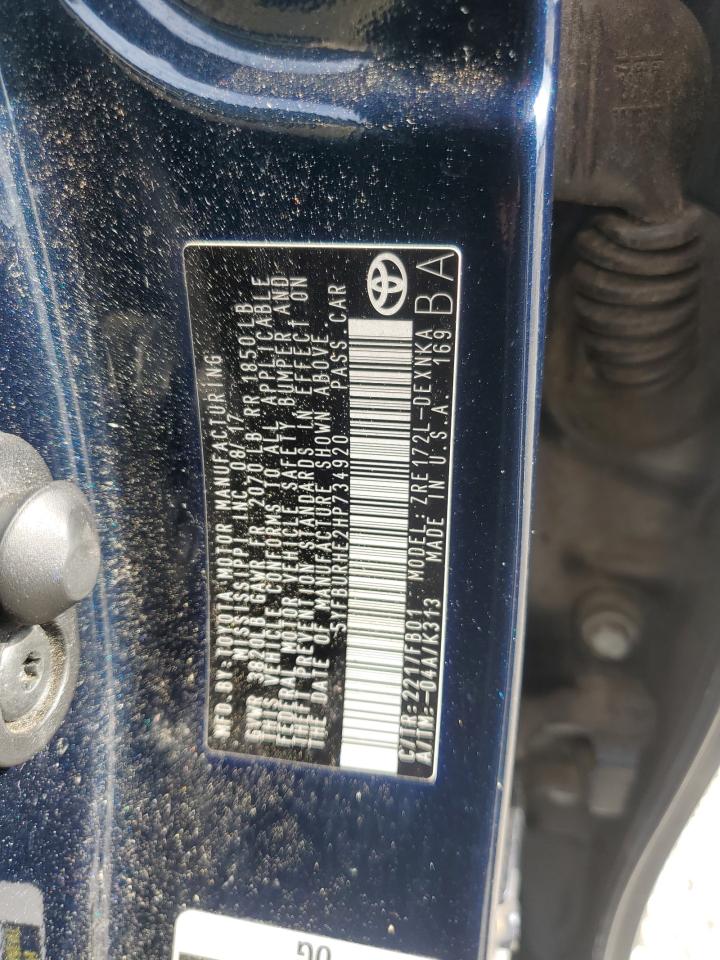 MFD.BY: TOYOTA MOTOR MANUFACTURING
MISSISSIPPI, INC. 08/17
GVWR 3820LB GAWR FR 2070LB RR 1850LB
THIS VEHICLE CONFORMS TO ALL APPLICABLE
FEDERAL MOTOR VEHICLE SAFETY, BUMPER AND
THEFT PREVENTION STANDARDS IN EFFECT ON
THE DATE OF MANUFACTURE SHOWN ABOVE.
5YFBURHE2HP734920 PASS.CAR
C/TR:221/FB01 MODEL:ZRE172L-DEXNKA
A/TM:-04A/K313 MADE IN U.S.A. 169
BA